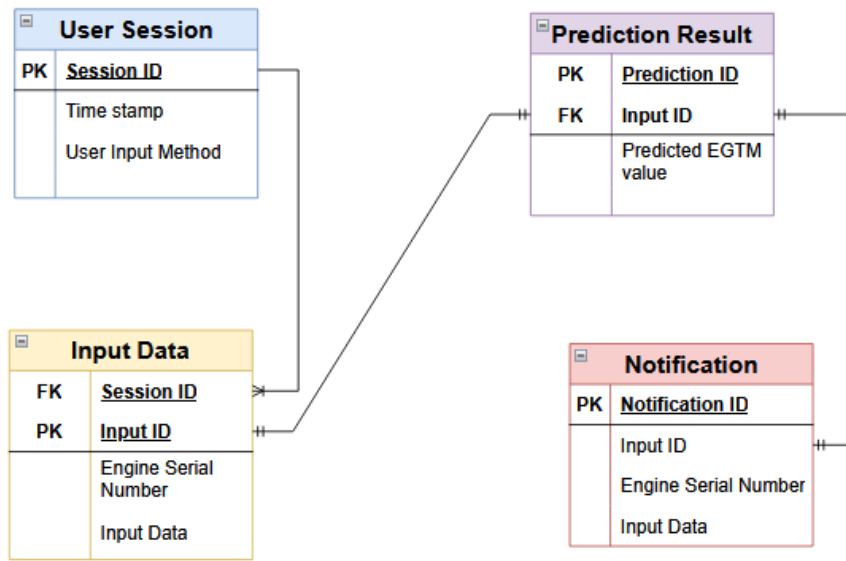 User Session
PK Session ID
Time stamp
User Input Method
Prediction Result
PK Prediction ID
FK Input ID
Predicted EGTM
value
Input Data
FK Session ID
PK Input ID
Engine Serial
Number
Input Data
Notification
PK Notification ID
Input ID
Engine Serial Number
Input Data